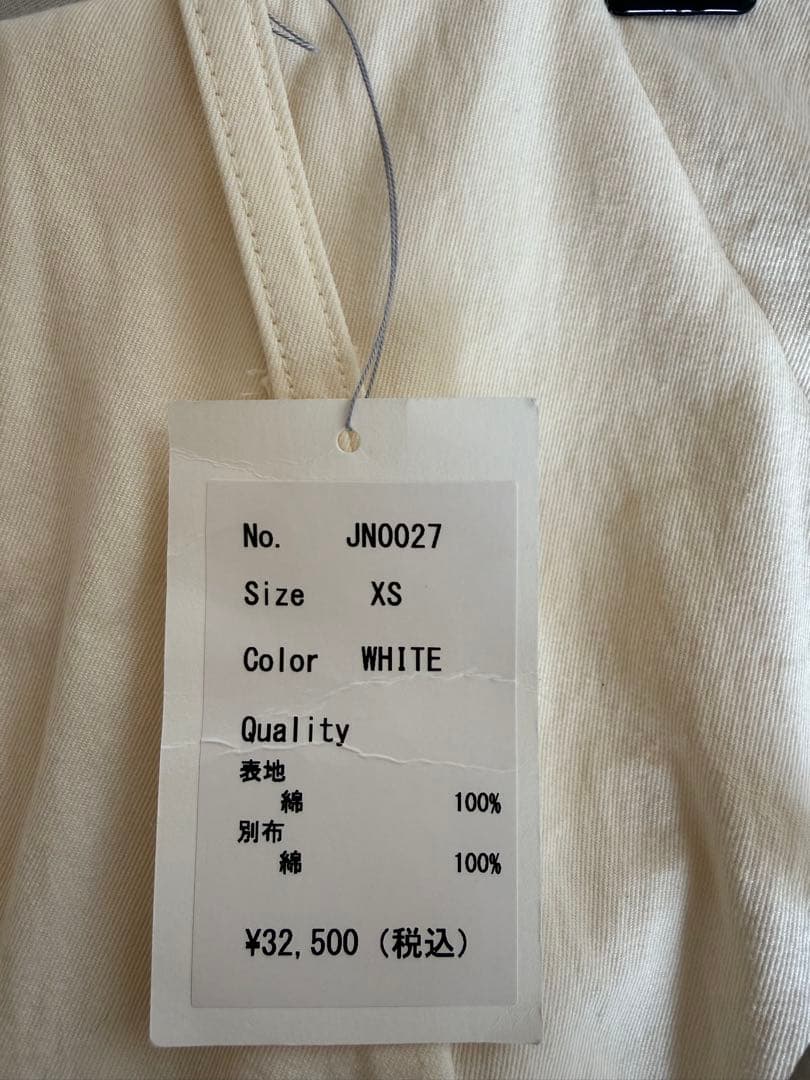 No. JN0027
Size XS
Color WHITE
Quality
表地
綿 100%
別布
綿 100%
¥32,500 (税込)